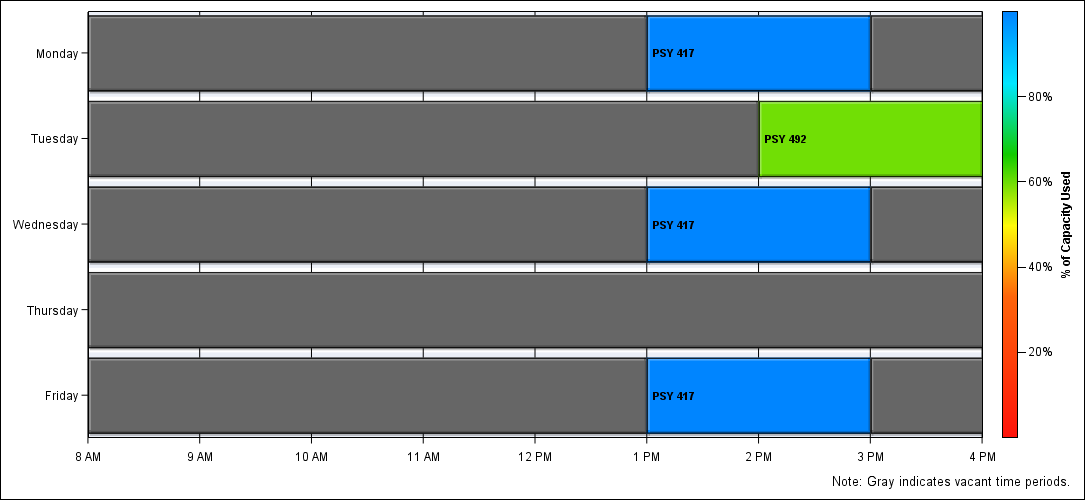 Monday
PSY 417
Tuesday
PSY 492
Wednesday
PSY 417
Thursday
Friday
PSY 417
8 AM 9 AM 10 AM 11 AM 12 PM 1 PM 2 PM 3 PM 4 PM
80%
60%
40%
20%
% of Capacity Used
Note: Gray indicates vacant time periods.